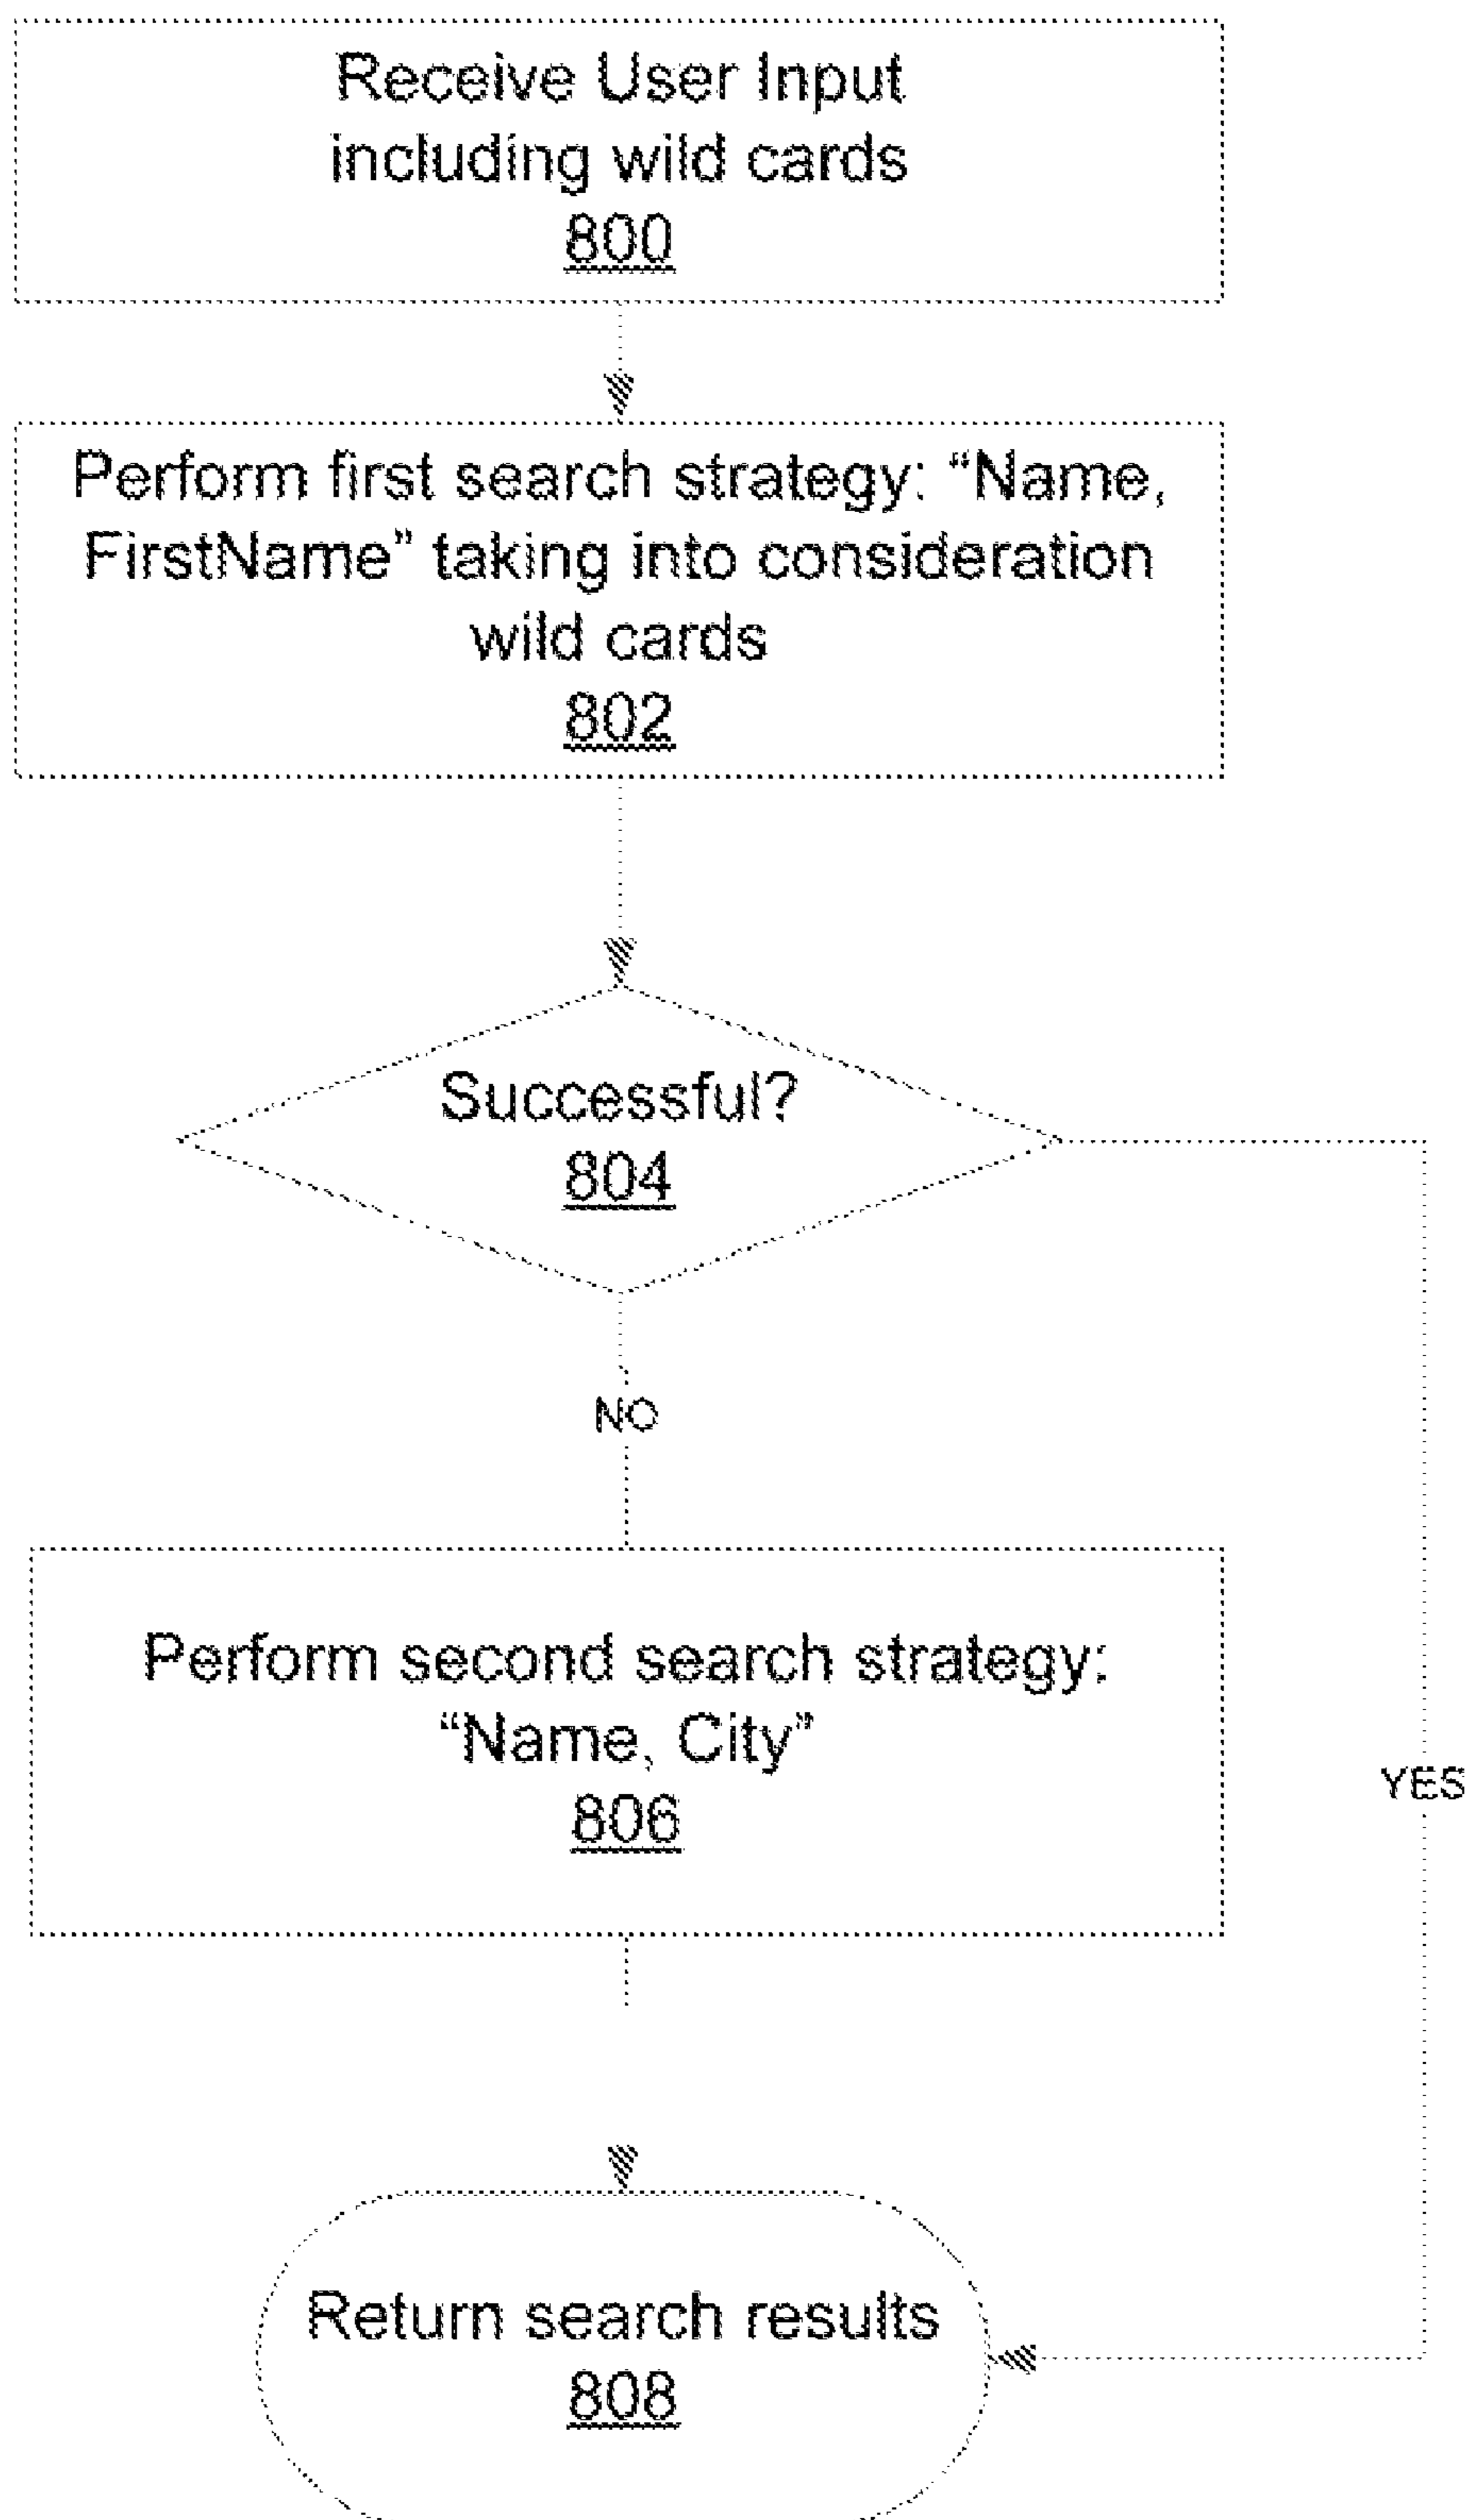 Receive User Input
including wild cards
800
Perform first search strategy: “Name,
FirstName” taking into consideration
wild cards
802
Successful?
804
NO
Perform second search strategy:
“Name, City”
806
YES
Return search results
808